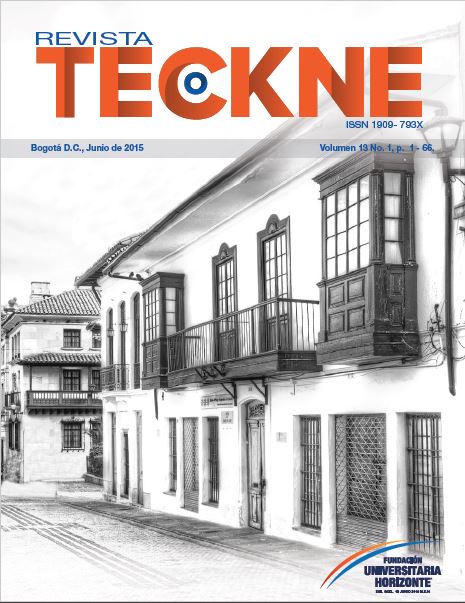 REVISTA
TECKNE
ISSN 1909- 793X
Bogotá D.C., Junio de 2015
Volumen 13 No. 1, p. .1 - 66,
FUNDACIÓN
UNIVERSITARIA
HORIZONTE